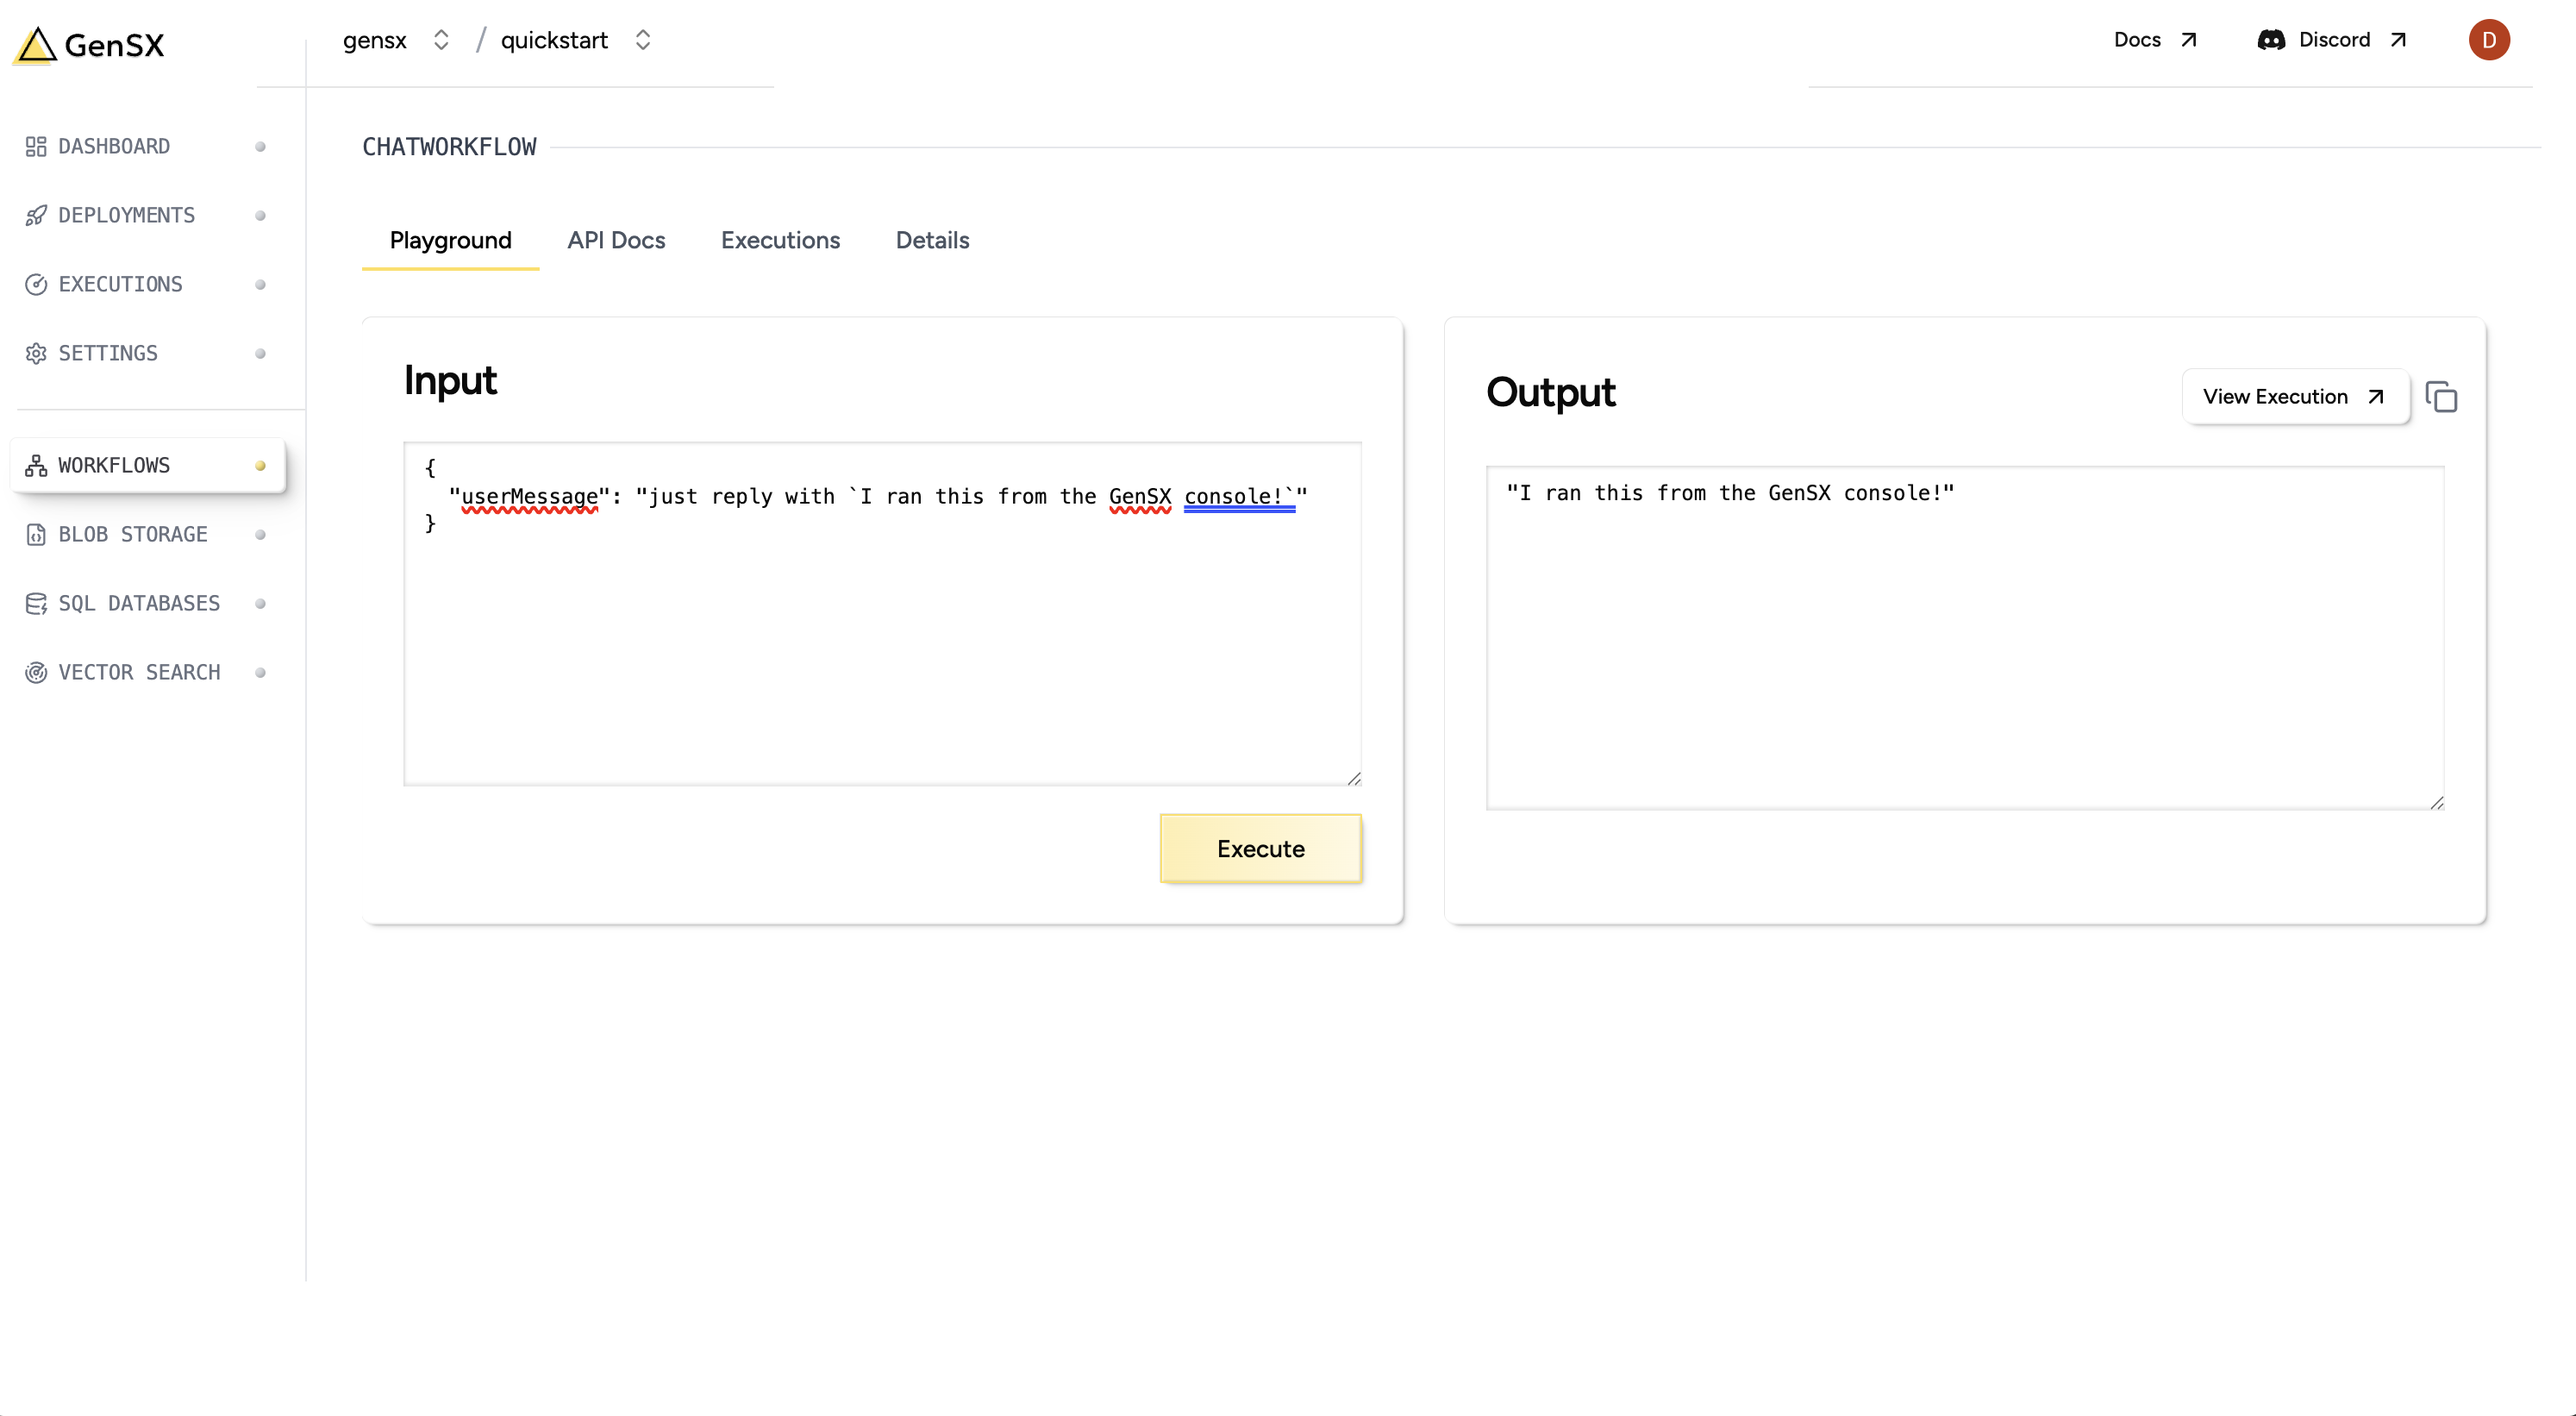 GenSX
gensx / quickstart
Docs
Discord
D
DASHBOARD
DEPLOYMENTS
EXECUTIONS
SETTINGS
WORKFLOWS
BLOB STORAGE
SQL DATABASES
VECTOR SEARCH
CHATWORKFLOW
Playground API Docs Executions Details
Input
{
"userMessage": "just reply with `I ran this from the GenSX console!`"
}
Execute
Output
View Execution
"I ran this from the GenSX console!"